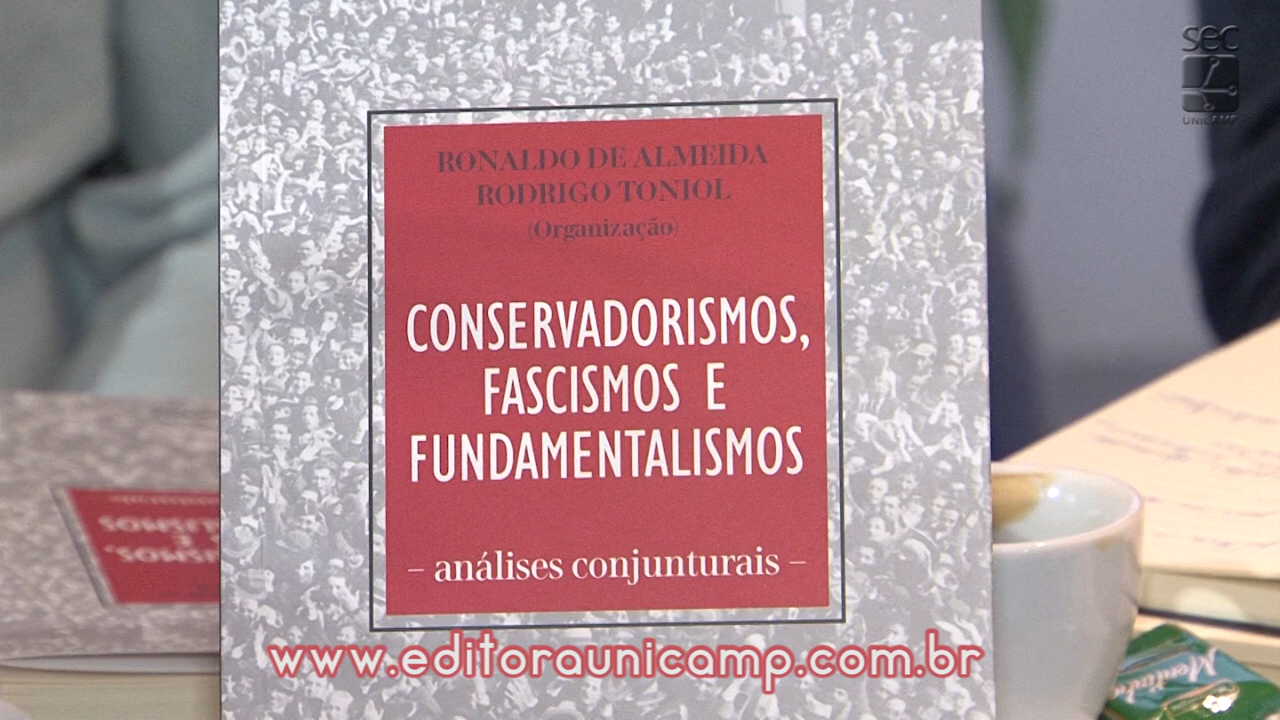 sec
UNICAMP
RONALDO DE ALMEIDA
RODRIGO TONIOL
(Organização)
CONSERVADORISMOS,
FASCISMOS E
FUNDAMENTALISMOS
– análises conjunturais –
www.editoraunicamp.com.br